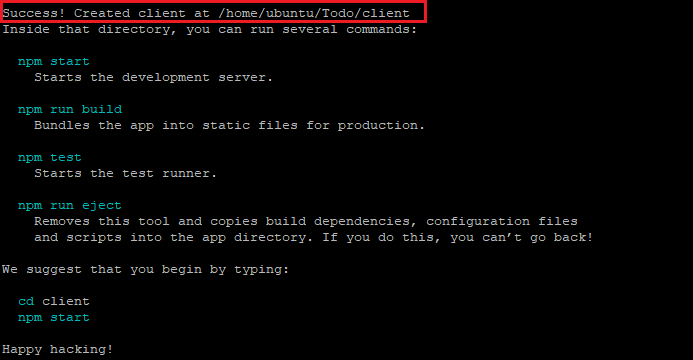 Success! Created client at /home/ubuntu/Todo/client
Inside that directory, you can run several commands:
npm start
Starts the development server.
npm run build
Bundles the app into static files for production.
npm test
Starts the test runner.
npm run eject
Removes this tool and copies build dependencies, configuration files
and scripts into the app directory. If you do this, you can’t go back!
We suggest that you begin by typing:
cd client
npm start
Happy hacking!